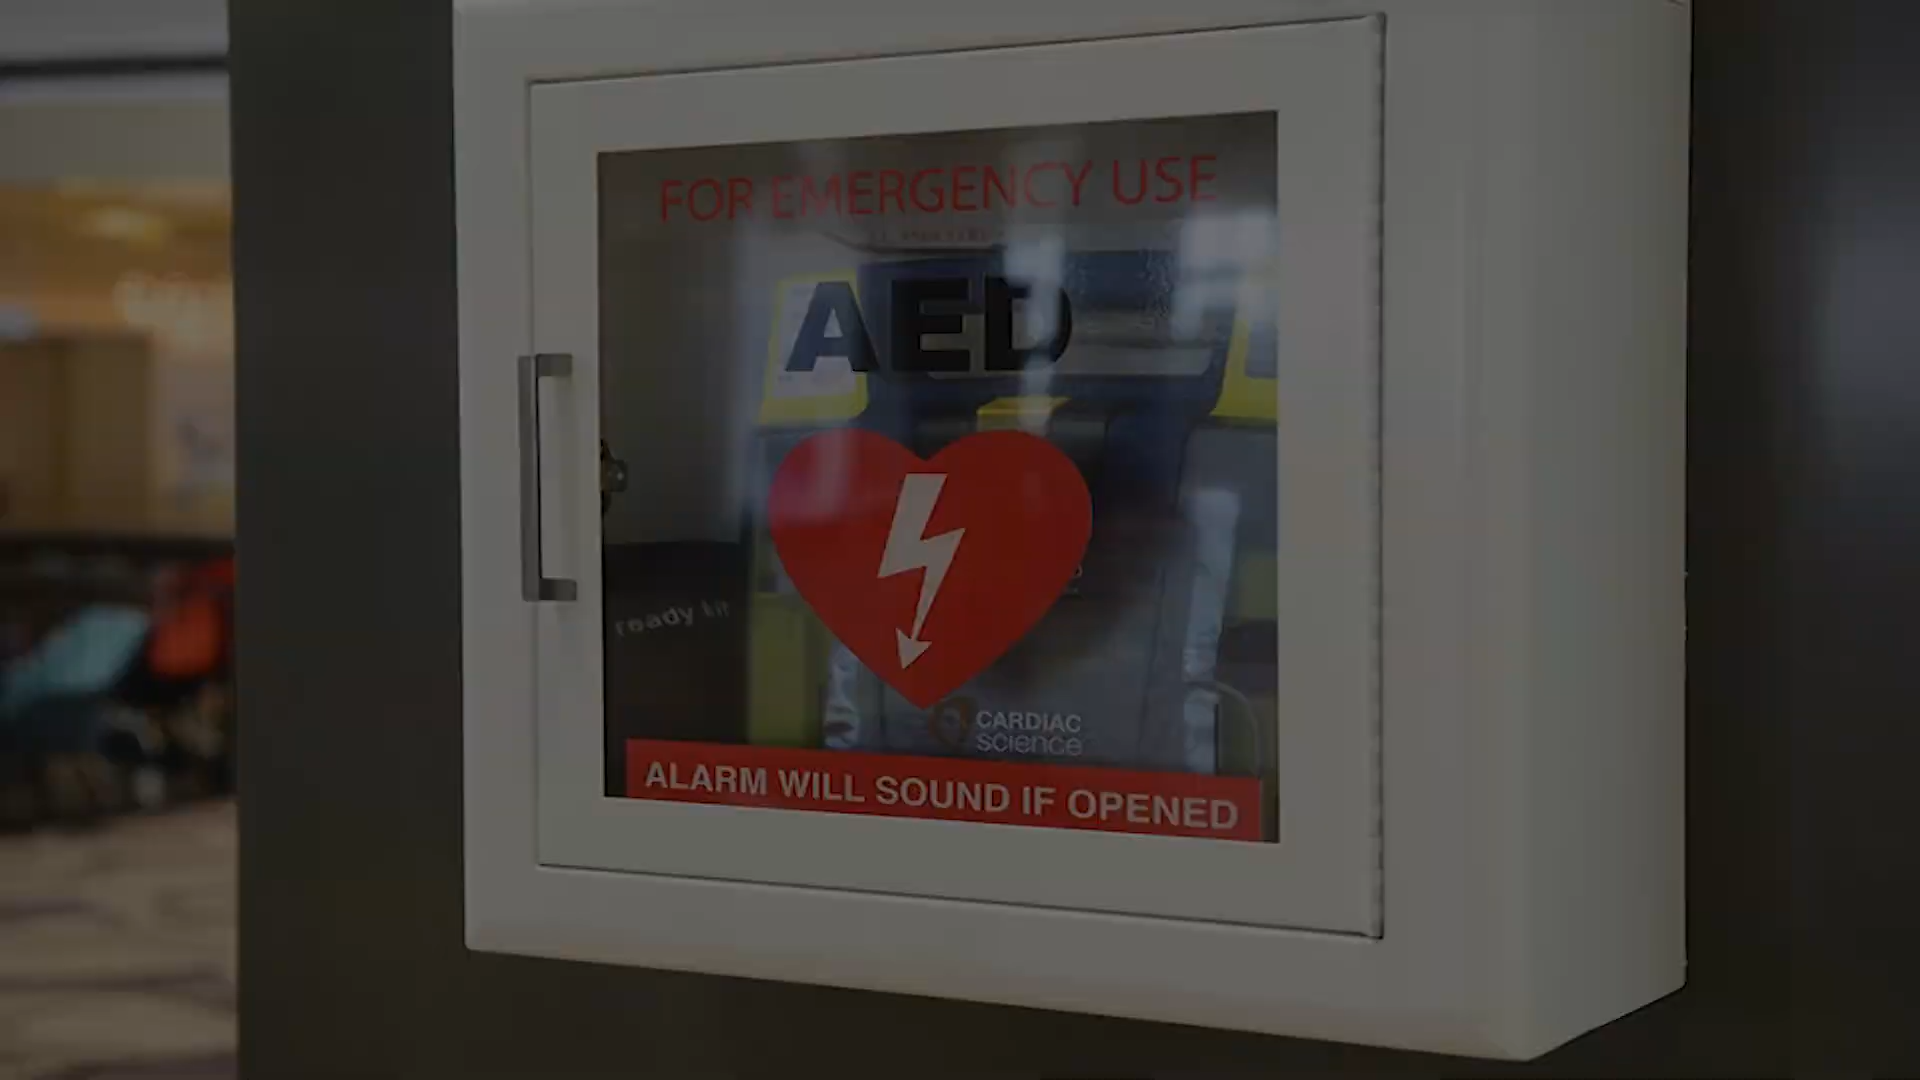 FOR EMERGENCY USE
AED
ready kit
CARDIAC
science
ALARM WILL SOUND IF OPENED